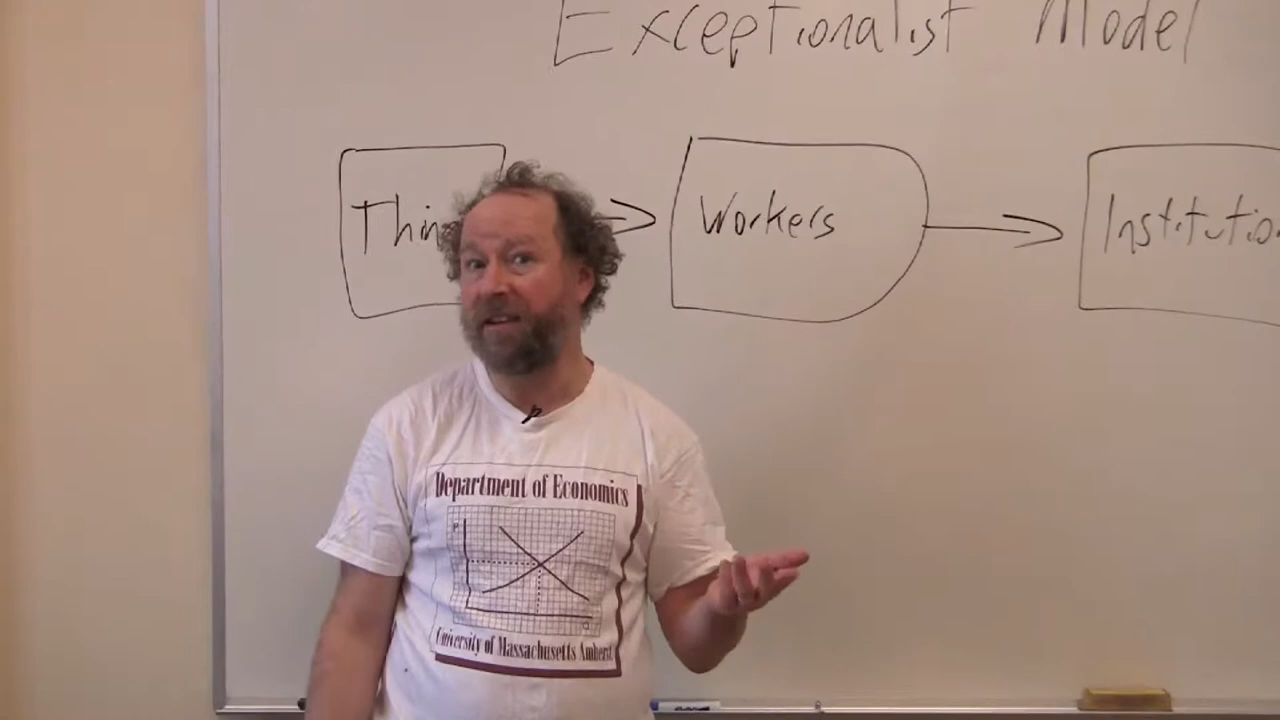 Exceptionalist Model
Workers
Department of Economics
P
Q
University of Massachusetts Amherst